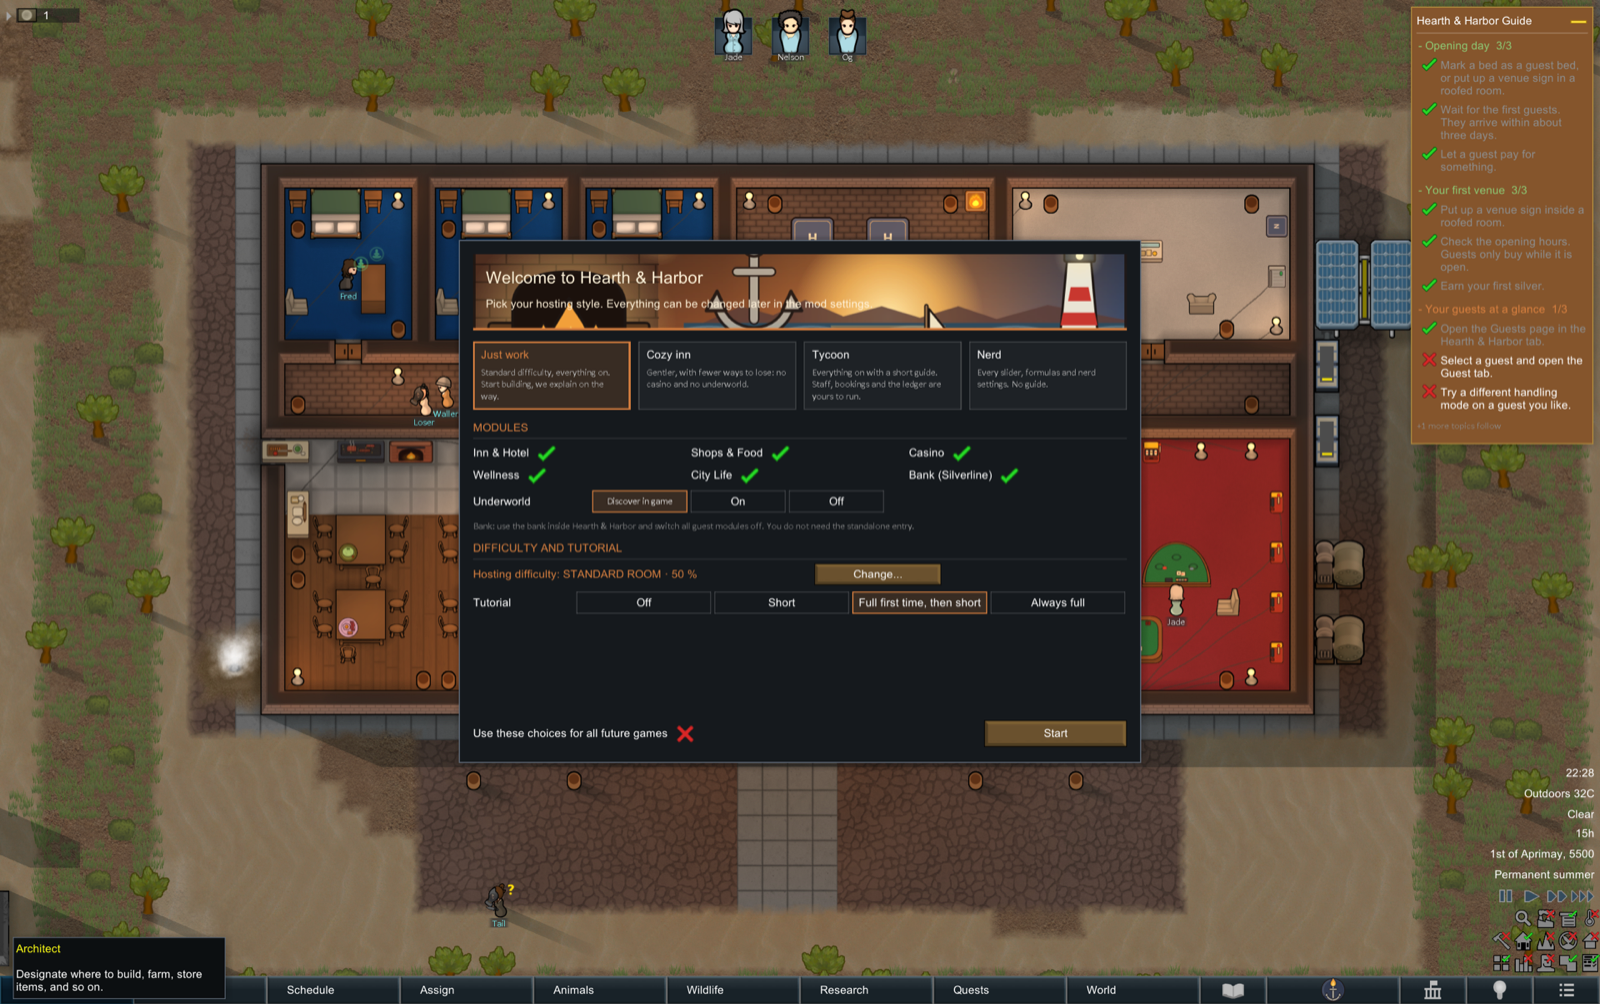 1
Jade
Nelson
Og
Hearth & Harbor Guide
- Opening day 3/3
Mark a bed as a guest bed,
or put up a venue sign in a
roofed room.
Wait for the first guests.
They arrive within about
three days.
Let a guest pay for
something.
- Your first venue 3/3
Put up a venue sign inside a
roofed room.
Check the opening hours.
Guests only buy while it is
open.
Earn your first silver.
- Your guests at a glance 1/3
Open the Guests page in the
Hearth & Harbor tab.
Select a guest and open the
Guest tab.
Try a different handling
mode on a guest you like.
+1 more topics follow
H
H
z
Fred
Waller
Loser
Jade
Tail
?
Welcome to Hearth & Harbor
Pick your hosting style. Everything can be changed later in the mod settings.
Just work
Standard difficulty, everything on.
Start building, we explain on the
way.
Cozy inn
Gentler, with fewer ways to lose: no
casino and no underworld.
Tycoon
Everything on with a short guide.
Staff, bookings and the ledger are
yours to run.
Nerd
Every slider, formulas and nerd
settings. No guide.
MODULES
Inn & Hotel
Shops & Food
Casino
Wellness
City Life
Bank (Silverline)
Underworld
Discover in game
On
Off
Bank: use the bank inside Hearth & Harbor and switch all guest modules off. You do not need the standalone entry.
DIFFICULTY AND TUTORIAL
Hosting difficulty: STANDARD ROOM · 50 %
Change...
Tutorial
Off
Short
Full first time, then short
Always full
Use these choices for all future games
Start
22:28
Outdoors 32C
Clear
15h
1st of Aprimay, 5500
Permanent summer
Architect
Designate where to build, farm, store
items, and so on.
Schedule
Assign
Animals
Wildlife
Research
Quests
World